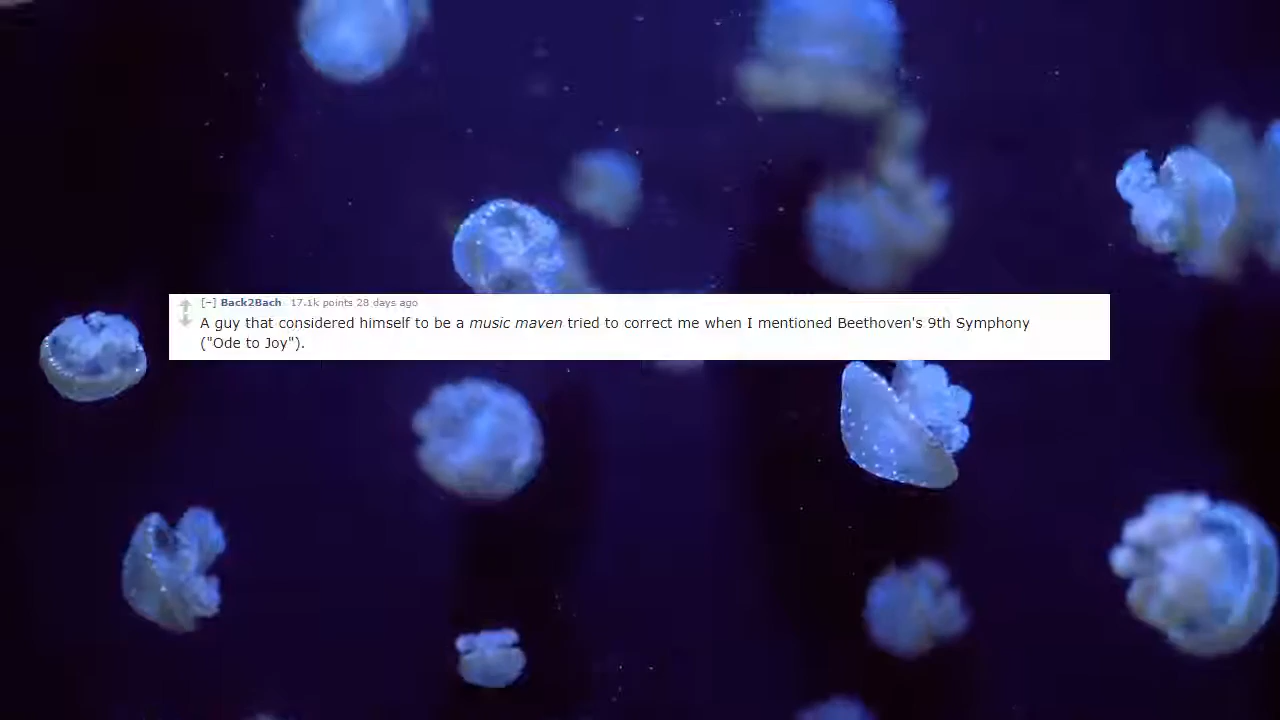 [–] Back2Bach 17.1k points 28 days ago
A guy that considered himself to be a music maven tried to correct me when I mentioned Beethoven's 9th Symphony
("Ode to Joy").